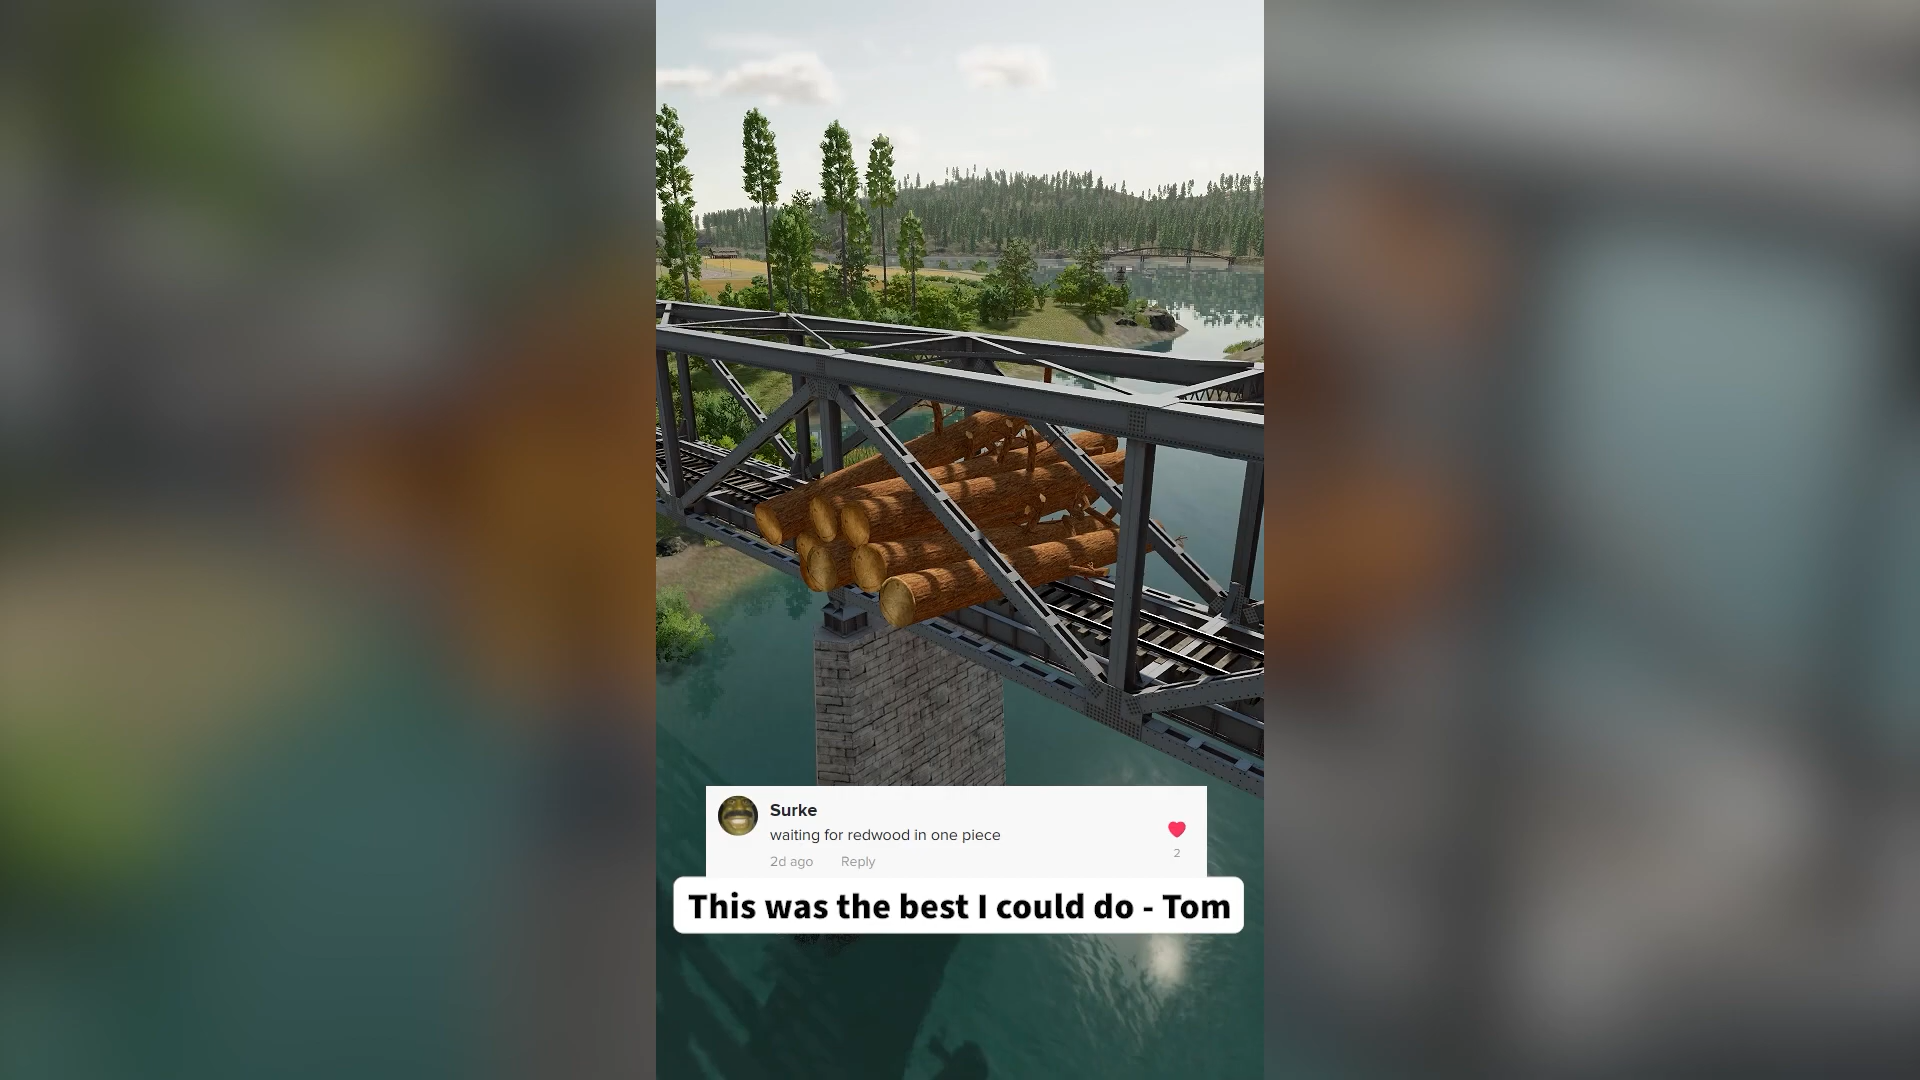 Surke
waiting for redwood in one piece
2d ago Reply
2
This was the best I could do - Tom